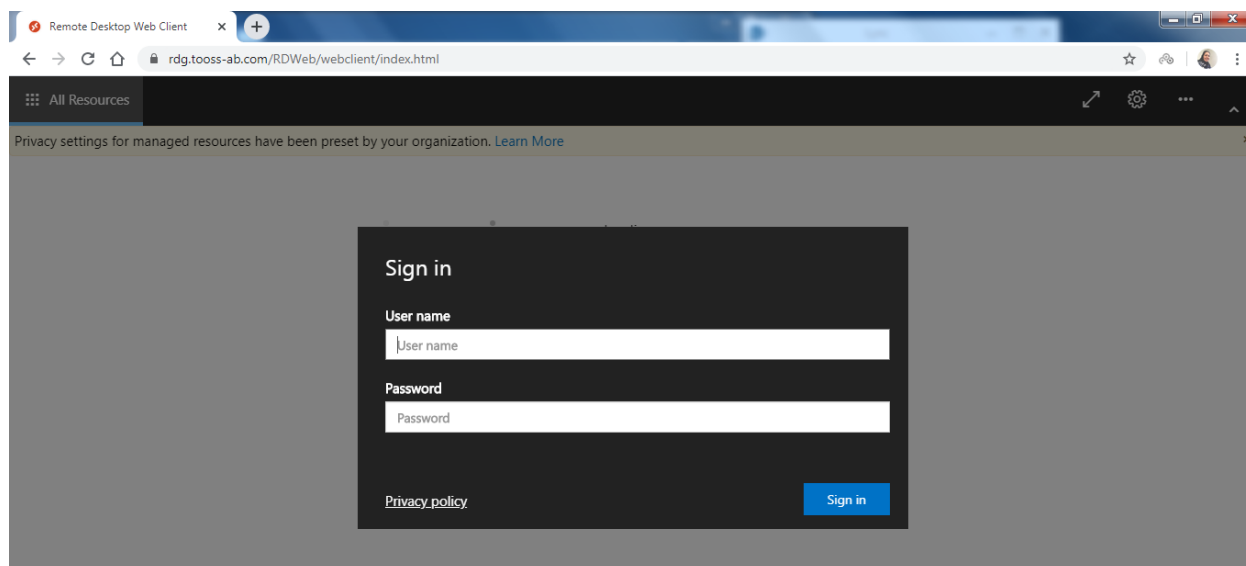 Remote Desktop Web Client
rdg.tooss-ab.com/RDWeb/webclient/index.html
All Resources
Privacy settings for managed resources have been preset by your organization. Learn More
Sign in
User name
User name
Password
Password
Privacy policy
Sign in